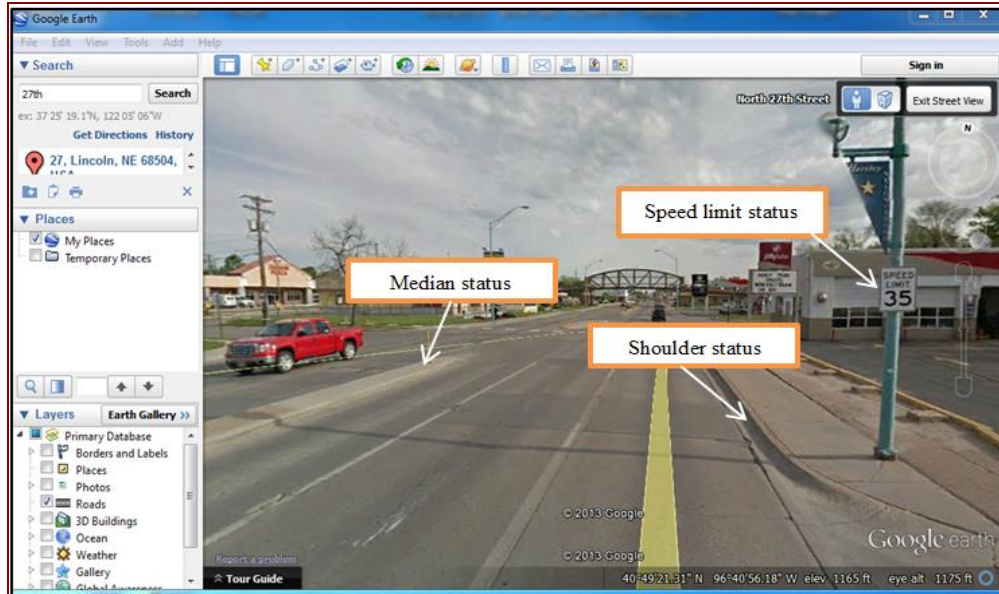 Google Earth
File Edit View Tools Add Help
▼ Search
27th
Search
ex: 37 25' 19.1"N, 122 05' 06"W
Get Directions History
27, Lincoln, NE 68504,
▼ Places
My Places
Temporary Places
▼ Layers
Earth Gallery >>
Primary Database
Borders and Labels
Places
Photos
Roads
3D Buildings
Ocean
Weather
Gallery
Global Awareness
Sign in
North 27th Street
Exit Street View
N
Speed limit status
SPEED
LIMIT
35
Median status
Shoulder status
© 2013 Google
© 2013 Google
Google earth
Report a problem
Tour Guide
40°49'21.31" N 96°40'56.18" W elev 1165 ft eye alt 1175 ft